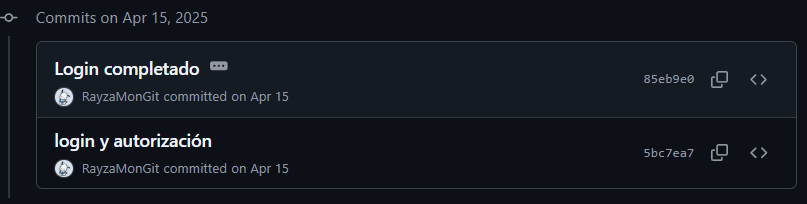 Commits on Apr 15, 2025
Login completado
85eb9e0
RayzaMonGit committed on Apr 15
login y autorización
5bc7ea7
RayzaMonGit committed on Apr 15